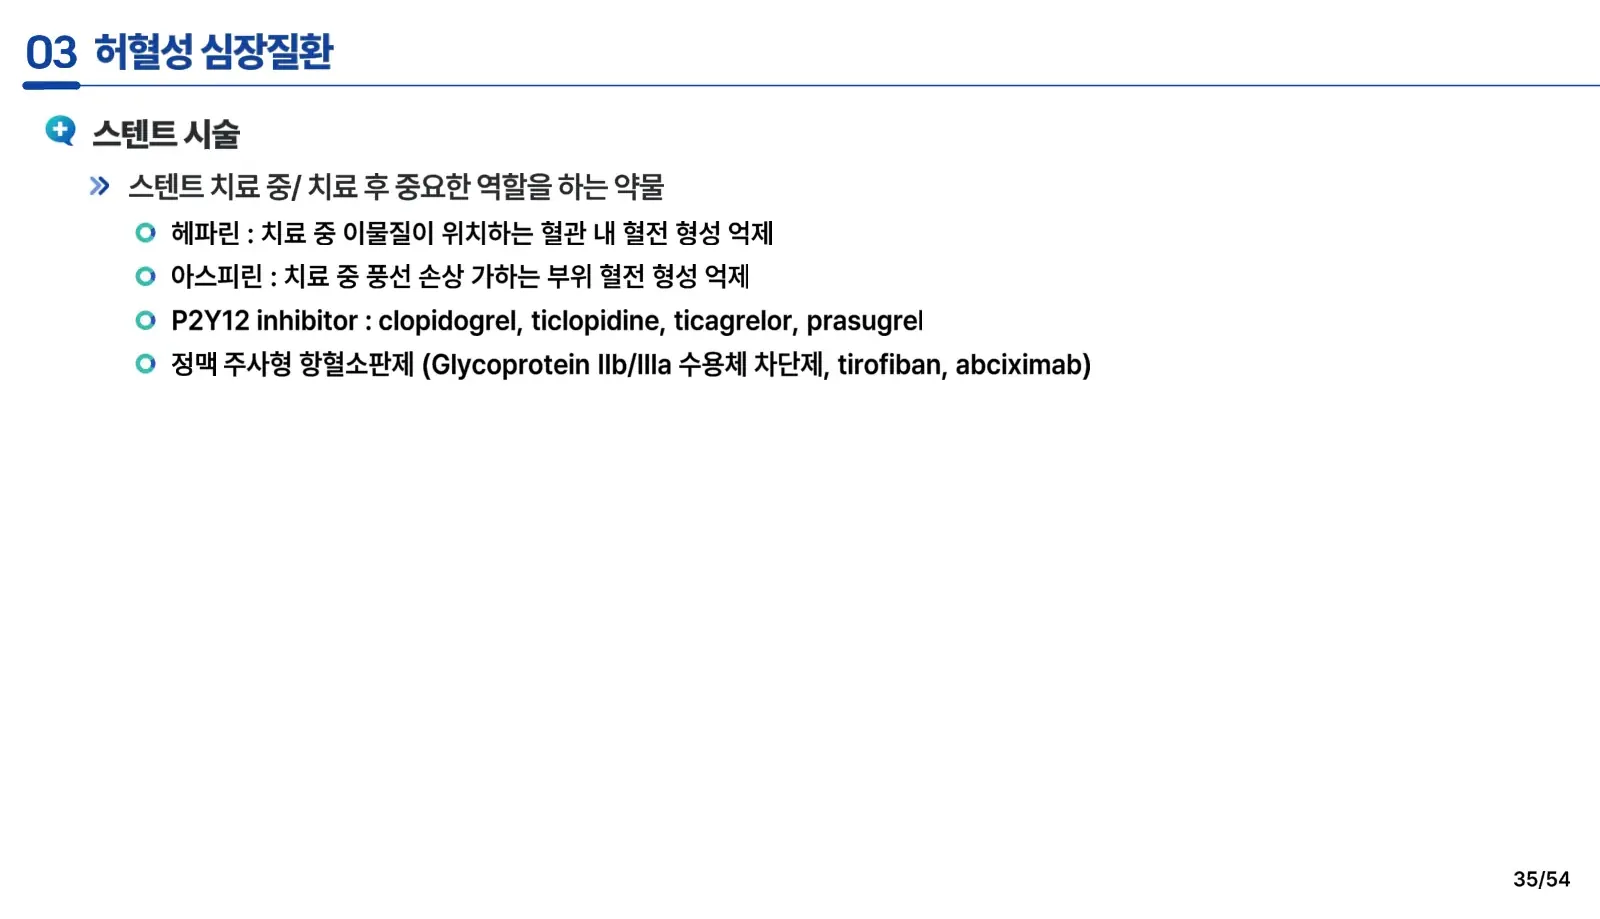 03 허혈성 심장질환
스텐트 시술
스텐트 치료 중/ 치료 후 중요한 역할을 하는 약물
헤파린 : 치료 중 이물질이 위치하는 혈관 내 혈전 형성 억제
아스피린 : 치료 중 풍선 손상 가하는 부위 혈전 형성 억제
P2Y12 inhibitor : clopidogrel, ticlopidine, ticagrelor, prasugrel
정맥 주사형 항혈소판제 (Glycoprotein IIb/IIIa 수용체 차단제, tirofiban, abciximab)
35/54